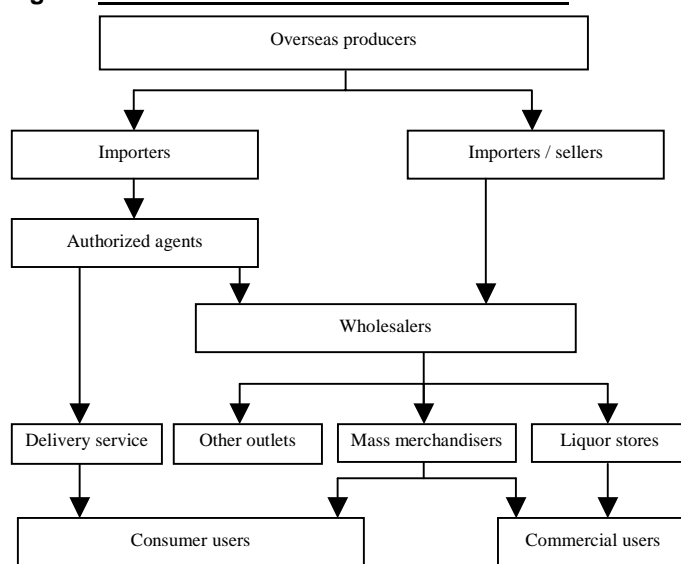 Overseas producers
Importers
Importers / sellers
Authorized agents
Wholesalers
Delivery service
Other outlets
Mass merchandisers
Liquor stores
Consumer users
Commercial users